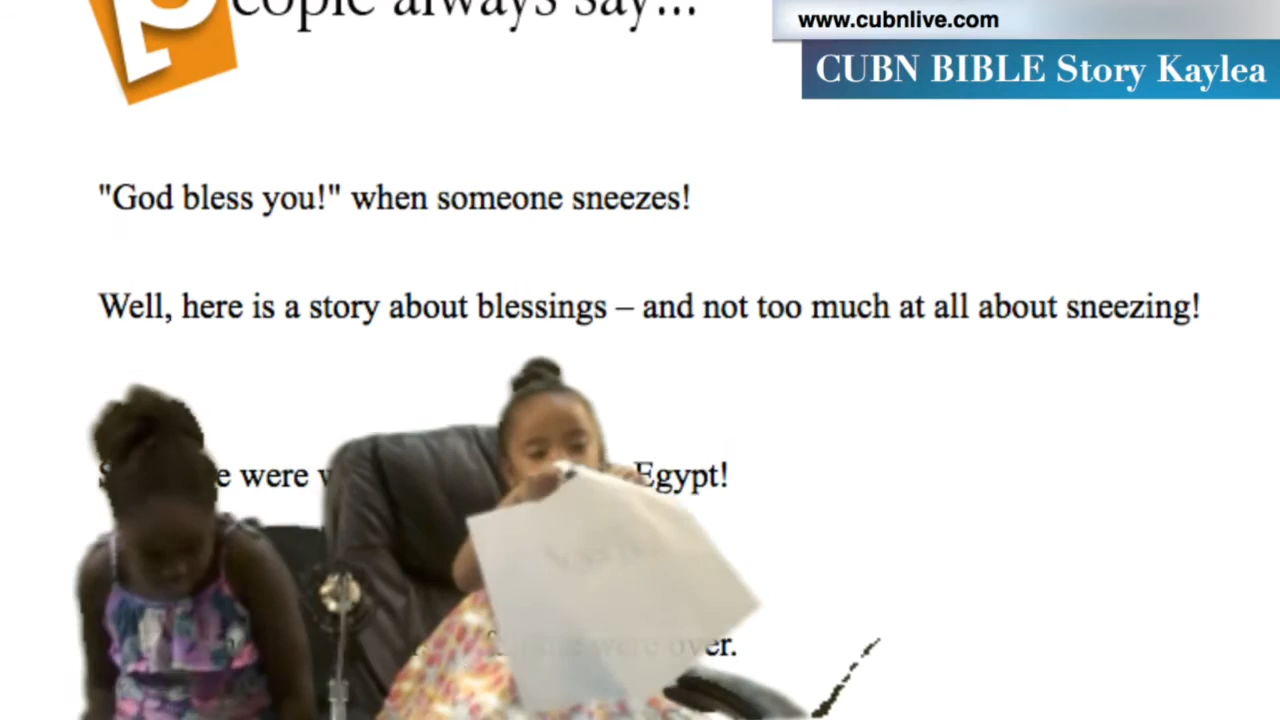 People always say...
www.cubnlive.com
CUBN BIBLE Story Kaylea
"God bless you!" when someone sneezes!
Well, here is a story about blessings – and not too much at all about sneezing!
were Egypt!
were over.